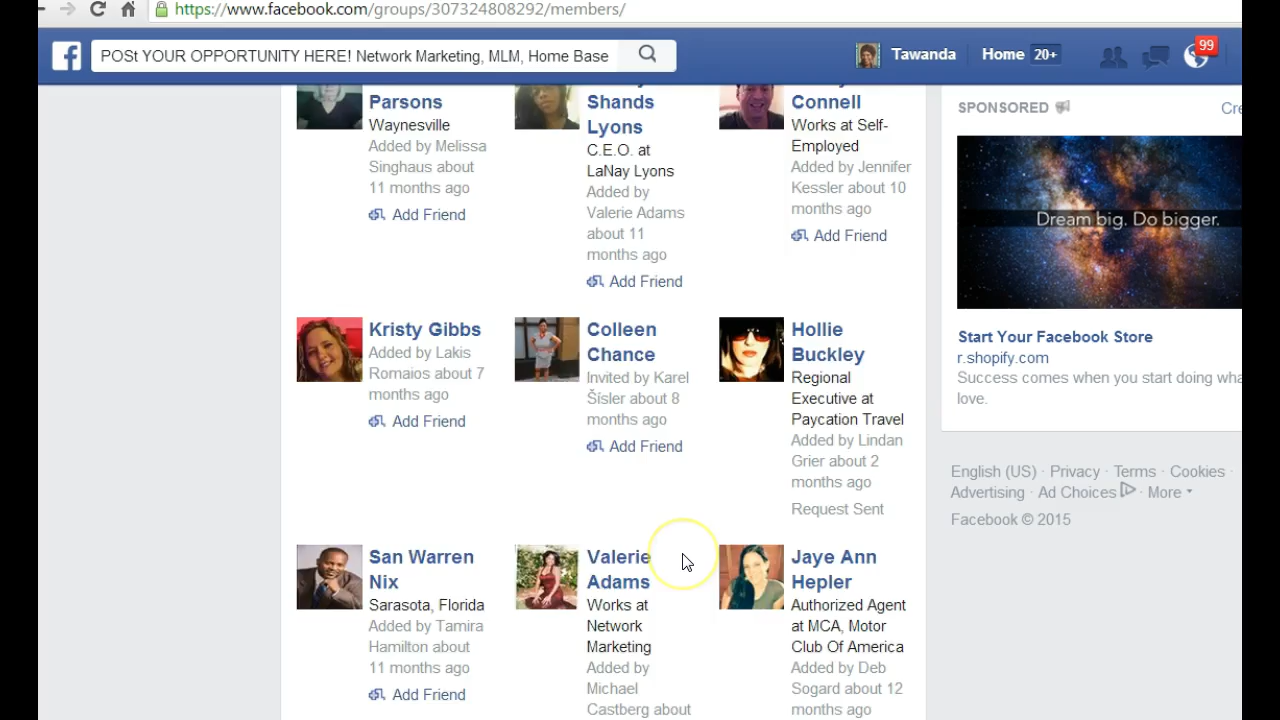 https://www.facebook.com/groups/307324808292/members/
POSt YOUR OPPORTUNITY HERE! Network Marketing, MLM, Home Base
Tawanda
Home 20+
99
Parsons
Waynesville
Added by Melissa
Singhaus about
11 months ago
Add Friend
Shands
Lyons
C.E.O. at
LaNay Lyons
Added by
Valerie Adams
about 11
months ago
Add Friend
Connell
Works at Self-
Employed
Added by Jennifer
Kessler about 10
months ago
Add Friend
Kristy Gibbs
Added by Lakis
Romaios about 7
months ago
Add Friend
Colleen
Chance
Invited by Karel
Šísler about 8
months ago
Add Friend
Hollie
Buckley
Regional
Executive at
Paycation Travel
Added by Lindan
Grier about 2
months ago
Request Sent
San Warren
Nix
Sarasota, Florida
Added by Tamira
Hamilton about
11 months ago
Add Friend
Valerie
Adams
Works at
Network
Marketing
Added by
Michael
Castberg about
Jaye Ann
Hepler
Authorized Agent
at MCA, Motor
Club Of America
Added by Deb
Sogard about 12
months ago
SPONSORED
Cre
Dream big. Do bigger.
Start Your Facebook Store
r.shopify.com
Success comes when you start doing wha
love.
English (US) · Privacy · Terms · Cookies ·
Advertising · Ad Choices · More
Facebook © 2015